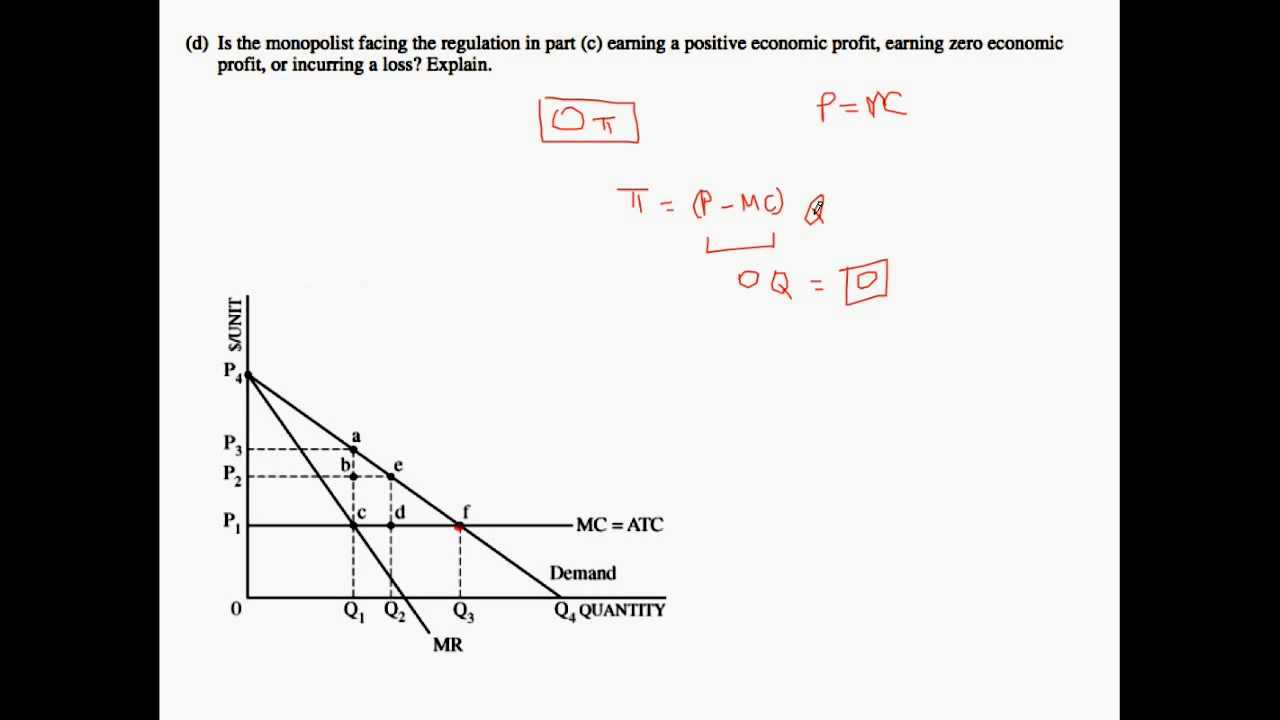 (d) Is the monopolist facing the regulation in part (c) earning a positive economic profit, earning zero economic
profit, or incurring a loss? Explain.
P = MC
0 π
π = (P - MC) Q
0 Q = 0
$/UNIT
P4
P3
P2
P1
a
b
e
c
d
f
MC = ATC
Demand
0
Q1
Q2
Q3
Q4 QUANTITY
MR